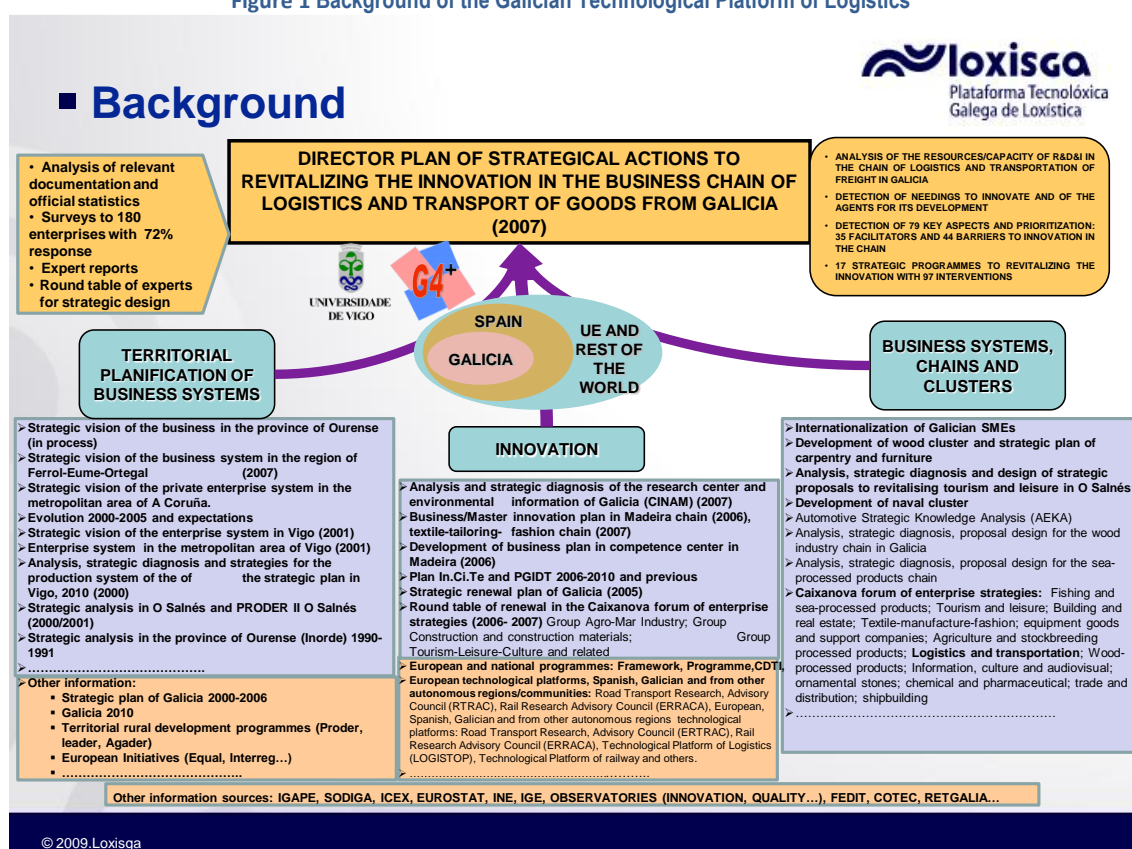 Figure 1 Background of the Galician Technological Platform of Logistics
loxisga
Plataforma Tecnolóxica
Galega de Loxística
Background
• Analysis of relevant
documentation and
official statistics
• Surveys to 180
enterprises with 72%
response
• Expert reports
• Round table of experts
for strategic design
DIRECTOR PLAN OF STRATEGICAL ACTIONS TO
REVITALIZING THE INNOVATION IN THE BUSINESS CHAIN OF
LOGISTICS AND TRANSPORT OF GOODS FROM GALICIA
(2007)
• ANALYSIS OF THE RESOURCES/CAPACITY OF R&D&I IN
THE CHAIN OF LOGISTICS AND TRANSPORTATION OF
FREIGHT IN GALICIA
• DETECTION OF NEEDINGS TO INNOVATE AND OF THE
AGENTS FOR ITS DEVELOPMENT
• DETECTION OF 79 KEY ASPECTS AND PRIORITIZATION:
35 FACILITATORS AND 44 BARRIERS TO INNOVATION IN
THE CHAIN
• 17 STRATEGIC PROGRAMMES TO REVITALIZING THE
INNOVATION WITH 97 INTERVENTIONS
UNIVERSIDADE
DE VIGO
G4+
SPAIN
GALICIA
UE AND
REST OF
THE
WORLD
TERRITORIAL
PLANIFICATION OF
BUSINESS SYSTEMS
INNOVATION
BUSINESS SYSTEMS,
CHAINS AND
CLUSTERS
➢Strategic vision of the business in the province of Ourense
(in process)
➢Strategic vision of the business system in the region of
Ferrol-Eume-Ortegal (2007)
➢Strategic vision of the private enterprise system in the
metropolitan area of A Coruña.
➢Evolution 2000-2005 and expectations
➢Strategic vision of the enterprise system in Vigo (2001)
➢Enterprise system in the metropolitan area of Vigo (2001)
➢Analysis, strategic diagnosis and strategies for the
production system of the of the strategic plan in
Vigo, 2010 (2000)
➢Strategic analysis in O Salnés and PRODER II O Salnés
(2000/2001)
➢Strategic analysis in the province of Ourense (Inorde) 1990-
1991
➢……………………………………
➢Other information:
▪ Strategic plan of Galicia 2000-2006
▪ Galicia 2010
▪ Territorial rural development programmes (Proder,
leader, Agader)
▪ European Initiatives (Equal, Interreg…)
▪ ……………………………………..
➢Analysis and strategic diagnosis of the research center and
environmental information of Galicia (CINAM) (2007)
➢Business/Master innovation plan in Madeira chain (2006),
textile-tailoring- fashion chain (2007)
➢Development of business plan in competence center in
Madeira (2006)
➢Plan In.Ci.Te and PGIDT 2006-2010 and previous
➢Strategic renewal plan of Galicia (2005)
➢Round table of renewal in the Caixanova forum of enterprise
strategies (2006- 2007) Group Agro-Mar Industry; Group
Construction and construction materials; Group
Tourism-Leisure-Culture and related
➢European and national programmes: Framework, Programme,CDTI,
➢European technological platforms, Spanish, Galician and from other
autonomous regions/communities: Road Transport Research, Advisory
Council (RTRAC), Rail Research Advisory Council (ERRACA), European,
Spanish, Galician and from other autonomous regions technological
platforms: Road Transport Research, Advisory Council (ERTRAC), Rail
Research Advisory Council (ERRACA), Technological Platform of Logistics
(LOGISTOP), Technological Platform of railway and others.
➢……………………………………………………
➢Internationalization of Galician SMEs
➢Development of wood cluster and strategic plan of
carpentry and furniture
➢Analysis, strategic diagnosis and design of strategic
proposals to revitalising tourism and leisure in O Salnés
➢Development of naval cluster
➢Automotive Strategic Knowledge Analysis (AEKA)
➢Analysis, strategic diagnosis, proposal design for the wood
industry chain in Galicia
➢Analysis, strategic diagnosis, proposal design for the sea-
processed products chain
➢Caixanova forum of enterprise strategies: Fishing and
sea-processed products; Tourism and leisure; Building and
real estate; Textile-manufacture-fashion; equipment goods
and support companies; Agriculture and stockbreeding
processed products; Logistics and transportation; Wood-
processed products; Information, culture and audiovisual;
ornamental stones; chemical and pharmaceutical; trade and
distribution; shipbuilding
➢………………………………………………………
Other information sources: IGAPE, SODIGA, ICEX, EUROSTAT, INE, IGE, OBSERVATORIES (INNOVATION, QUALITY…), FEDIT, COTEC, RETGALIA…
© 2009.Loxisga